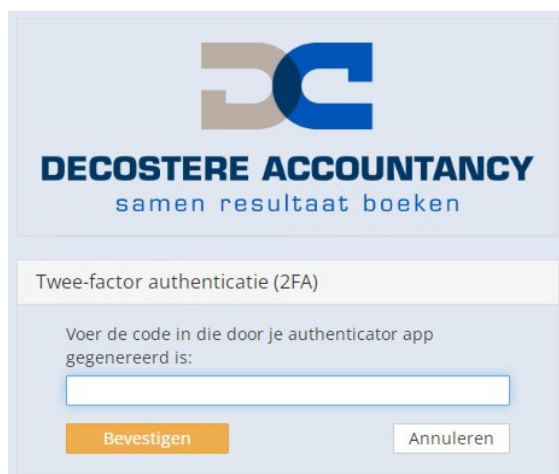 DECOSTERE ACCOUNTANCY
samen resultaat boeken
Twee-factor authenticatie (2FA)
Voer de code in die door je authenticator app
gegenereerd is:
Bevestigen
Annuleren